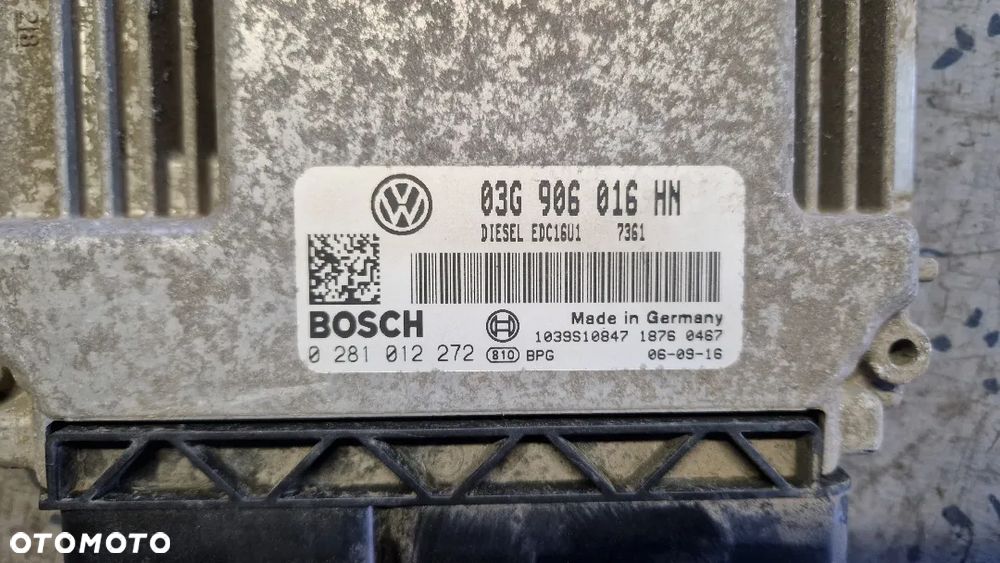 03G 906 016 HN
DIESEL EDC16U1 7361
BOSCH
Made in Germany
1039S10847 1876 0467
0 281 012 272 810 BPG
06-09-16
OTOMOTO